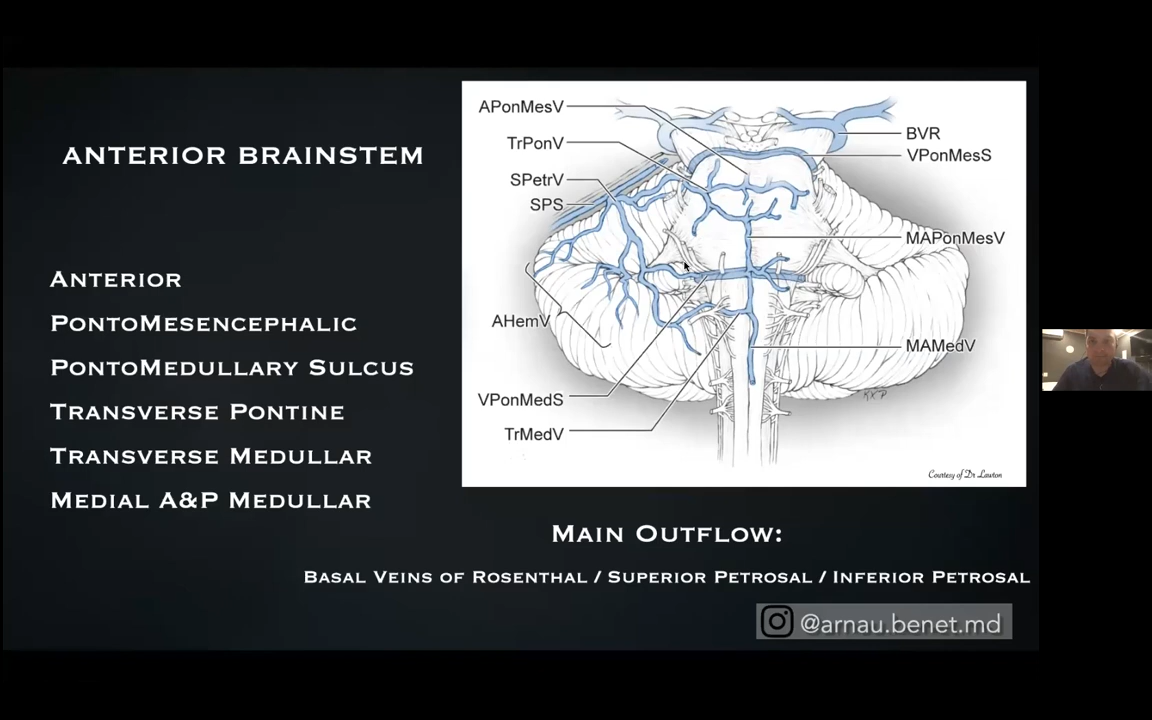 ANTERIOR BRAINSTEM
ANTERIOR
PONTOMESENCEPHALIC
PONTOMEDULLARY SULCUS
TRANSVERSE PONTINE
TRANSVERSE MEDULLAR
MEDIAL A&P MEDULLAR
APonMesV
TrPonV
SPetrV
SPS
AHemV
VPonMedS
TrMedV
BVR
VPonMesS
MAPonMesV
MAMedV
Courtesy of Dr Lawton
MAIN OUTFLOW:
BASAL VEINS OF ROSENTHAL / SUPERIOR PETROSAL / INFERIOR PETROSAL
@arnau.benet.md